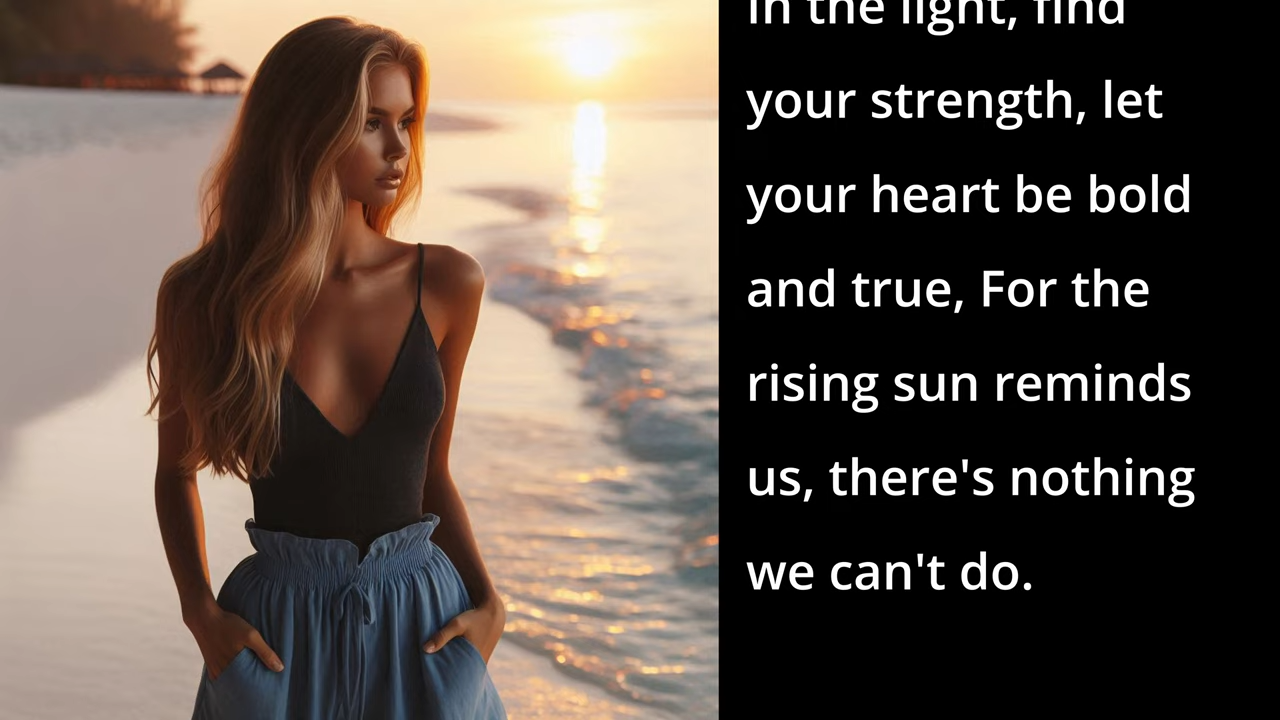 in the light, find
your strength, let
your heart be bold
and true, For the
rising sun reminds
us, there's nothing
we can't do.